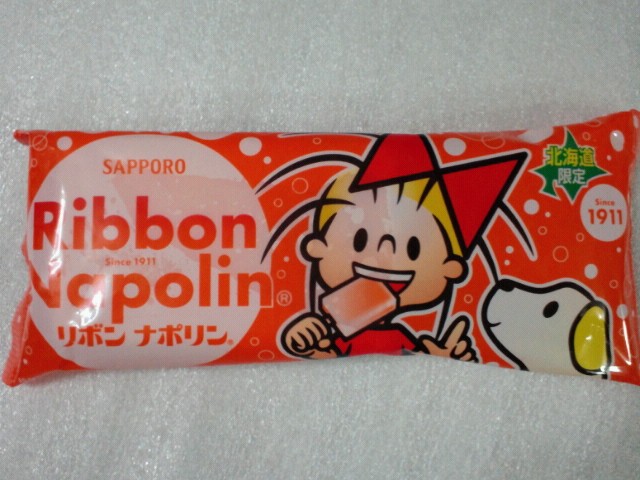 SAPPORO
Ribbon
Since 1911
Napolin®
リボン ナポリン®
北海道
限定
Since
1911